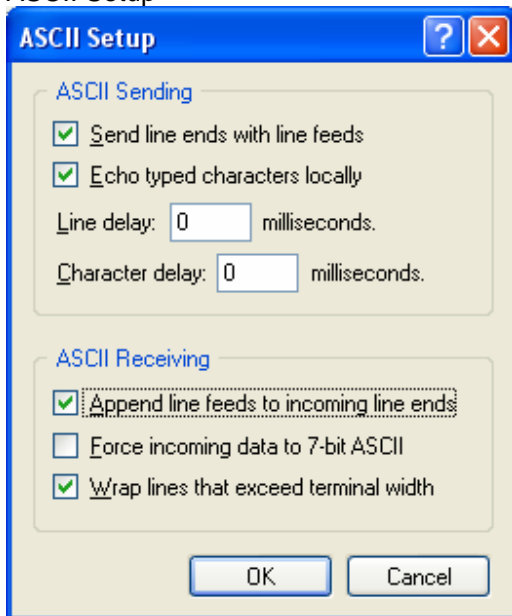 ASCII Setup
ASCII Setup
ASCII Sending
Send line ends with line feeds
Echo typed characters locally
Line delay: 0 milliseconds.
Character delay: 0 milliseconds.
ASCII Receiving
Append line feeds to incoming line ends
Force incoming data to 7-bit ASCII
Wrap lines that exceed terminal width
OK Cancel